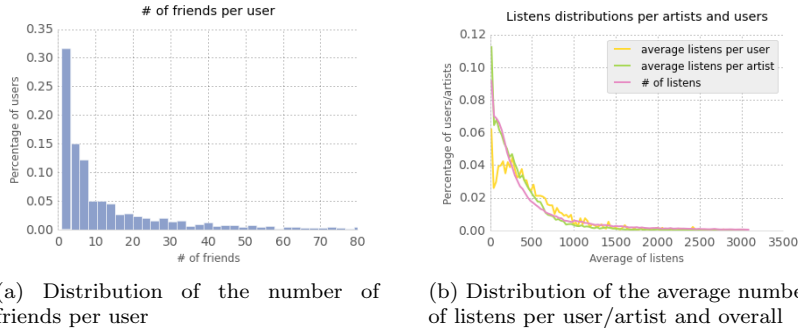 # of friends per user
0.35
0.30
0.25
0.20
0.15
0.10
0.05
0.00
Percentage of users
0 10 20 30 40 50 60 70 80
# of friends
(a) Distribution of the number of
friends per user
Listens distributions per artists and users
0.12
0.10
0.08
0.06
0.04
0.02
0.00
Percentage of users/artists
average listens per user
average listens per artist
# of listens
0 500 1000 1500 2000 2500 3000 3500
Average of listens
(b) Distribution of the average number
of listens per user/artist and overall